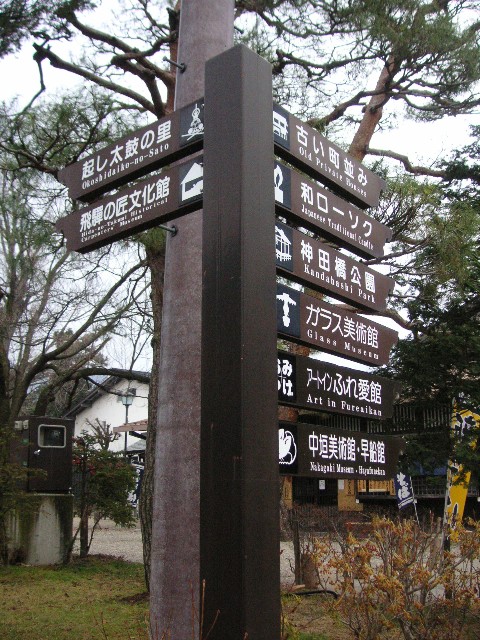 起し太鼓の里
Okoshidaiko-no-Sato
飛騨の匠文化館
Hida-no-Takumi Historical
Carpenters Museum
古い町並み
Old Private House
和ローソク
Japanese Traditional Candle
神田橋公園
Kandabashi Park
ガラス美術館
Glass Museum
アートインふれ愛館
Art in Fureaikan
中垣美術館・早船館
Nakagaki Museum・Hayafunekan